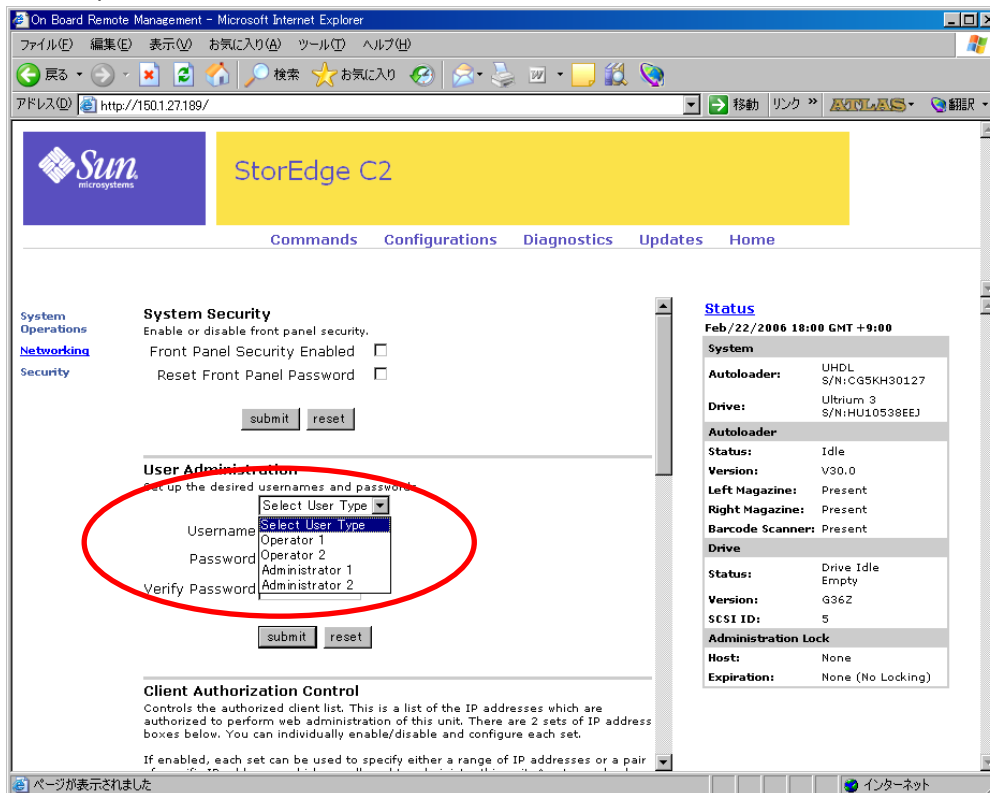 On Board Remote Management - Microsoft Internet Explorer
ファイル(F) 編集(E) 表示(V) お気に入り(A) ツール(T) ヘルプ(H)
戻る 検索 お気に入り
アドレス(D) http://150.1.27.189/ 移動 リンク » ATLAS 翻訳
Sun
microsystems
StorEdge C2
Commands Configurations Diagnostics Updates Home
System Operations
Networking
Security
System Security
Enable or disable front panel security.
Front Panel Security Enabled
Reset Front Panel Password
submit reset
User Administration
Set up the desired usernames and passwords
Select User Type
Select User Type
Operator 1
Operator 2
Administrator 1
Administrator 2
Username
Password
Verify Password
submit reset
Client Authorization Control
Controls the authorized client list. This is a list of the IP addresses which are
authorized to perform web administration of this unit. There are 2 sets of IP address
boxes below. You can individually enable/disable and configure each set.
If enabled, each set can be used to specify either a range of IP addresses or a pair
Status
Feb/22/2006 18:00 GMT +9:00
System
Autoloader: UHDL
S/N:CG5KH30127
Drive: Ultrium 3
S/N:HU10538EEJ
Autoloader
Status: Idle
Version: V30.0
Left Magazine: Present
Right Magazine: Present
Barcode Scanner: Present
Drive
Status: Drive Idle
Empty
Version: G36Z
SCSI ID: 5
Administration Lock
Host: None
Expiration: None (No Locking)
ページが表示されました インターネット